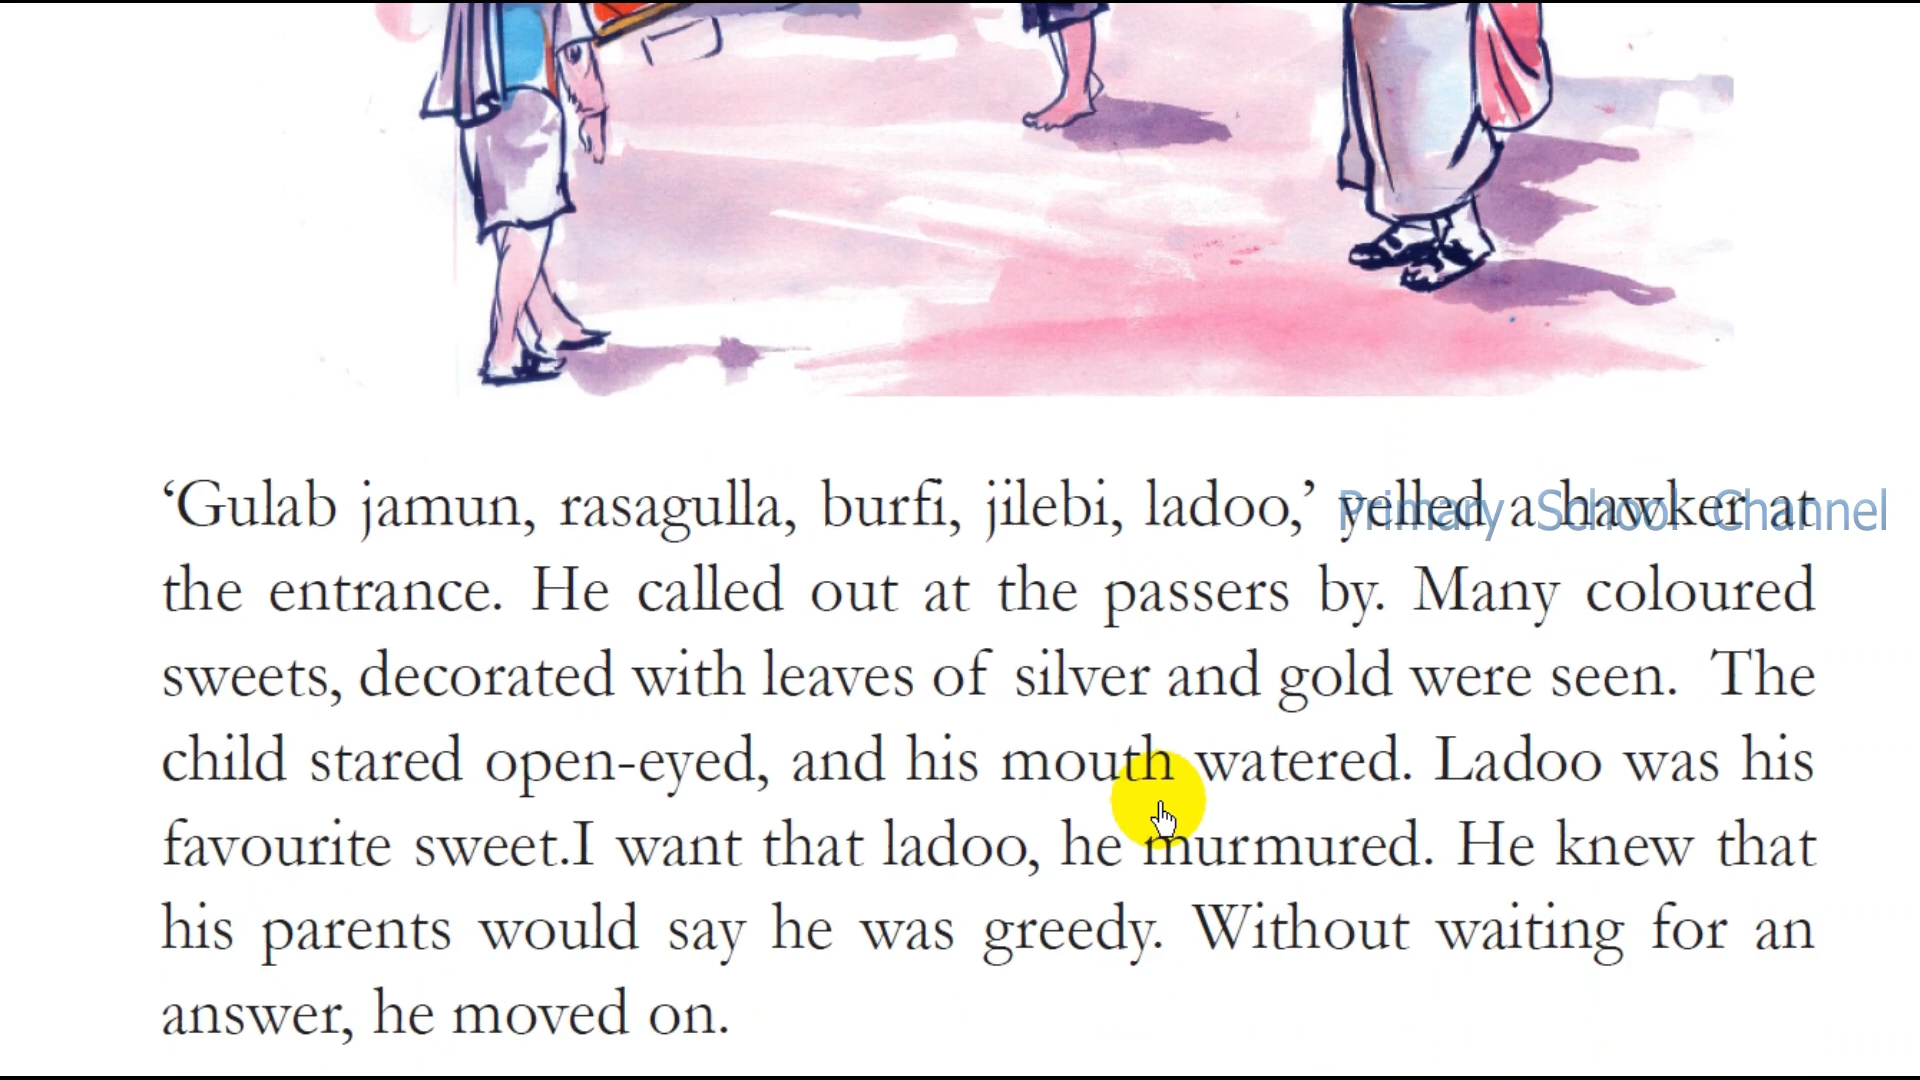 ‘Gulab jamun, rasagulla, burfi, jilebi, ladoo,’ yelled a hawker at
Primary School Channel
the entrance. He called out at the passers by. Many coloured
sweets, decorated with leaves of silver and gold were seen. The
child stared open-eyed, and his mouth watered. Ladoo was his
favourite sweet.I want that ladoo, he murmured. He knew that
his parents would say he was greedy. Without waiting for an
answer, he moved on.